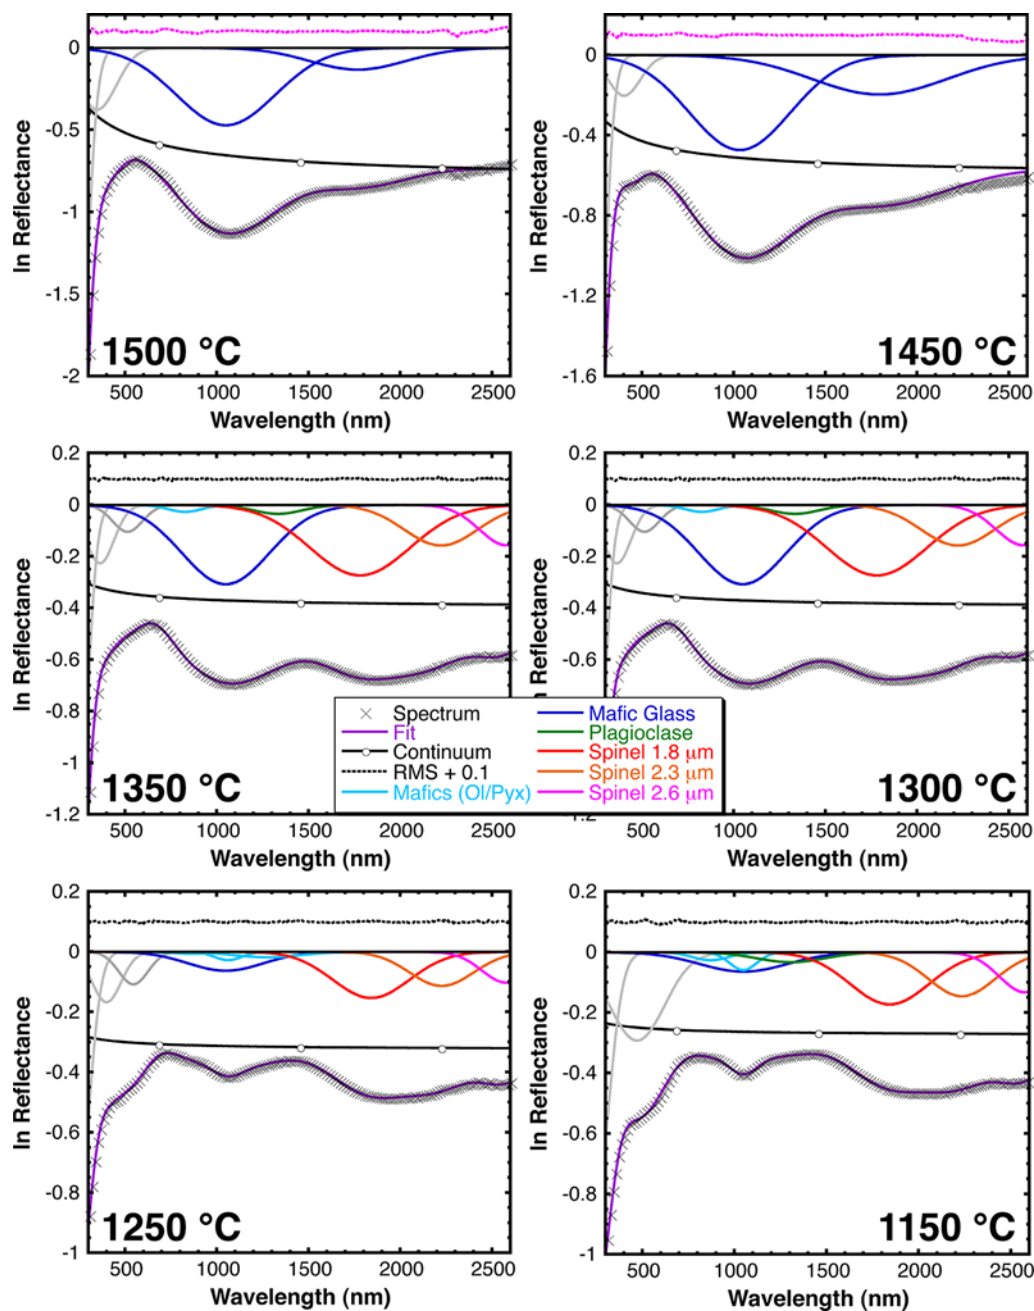 0
-0.5
-1
-1.5
-2
ln Reflectance
1500 °C
500 1000 1500 2000 2500
Wavelength (nm)
0
-0.4
-0.8
-1.2
-1.6
ln Reflectance
1450 °C
500 1000 1500 2000 2500
Wavelength (nm)
0.2
0
-0.2
-0.4
-0.6
-0.8
-1
-1.2
ln Reflectance
1350 °C
500 1000 1500 2000 2500
Wavelength (nm)
0.2
0
-0.2
-0.4
-0.6
ln Reflectance
1300 °C
500 1000 1500 2000 2500
Wavelength (nm)
Spectrum
Fit
Continuum
RMS + 0.1
Mafics (Ol/Pyx)
Mafic Glass
Plagioclase
Spinel 1.8 μm
Spinel 2.3 μm
Spinel 2.6 μm
0.2
0
-0.2
-0.4
-0.6
-0.8
-1
ln Reflectance
1250 °C
500 1000 1500 2000 2500
Wavelength (nm)
0.2
0
-0.2
-0.4
-0.6
-0.8
-1
ln Reflectance
1150 °C
500 1000 1500 2000 2500
Wavelength (nm)